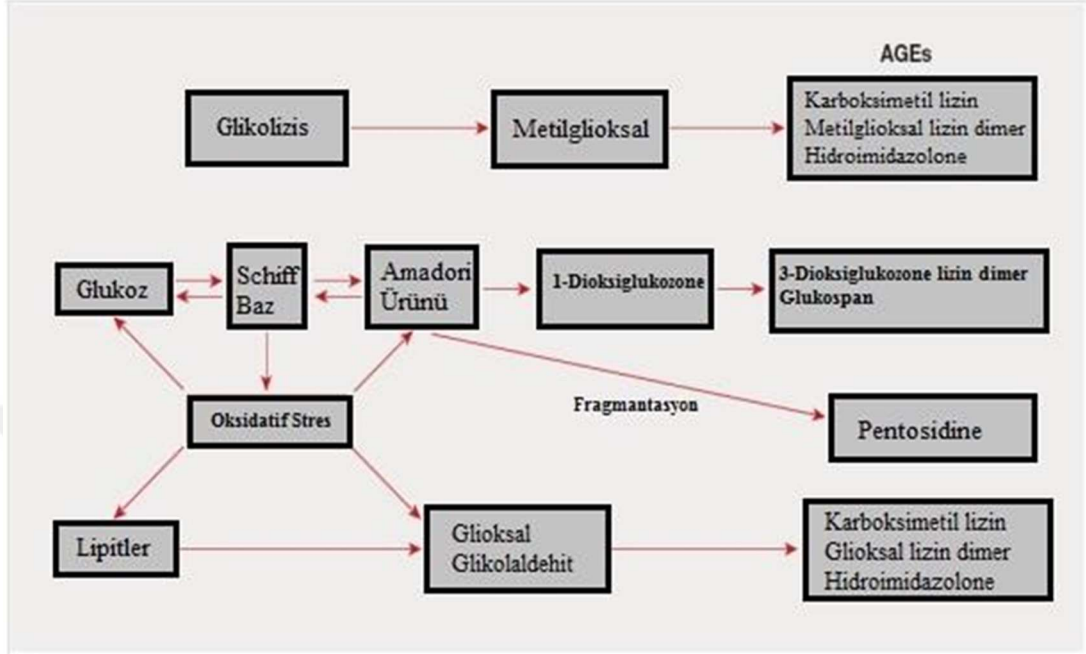 AGEs
Glikolizis
Metilglioksal
Karboksimetil lizin
Metilglioksal lizin dimer
Hidroimidazolone
Glukoz
Schiff
Baz
Amadori
Ürünü
1-Dioksiglukozone
3-Dioksiglukozone lizin dimer
Glukospan
Oksidatif Stres
Fragmantasyon
Pentosidine
Lipitler
Glioksal
Glikolaldehit
Karboksimetil lizin
Glioksal lizin dimer
Hidroimidazolone